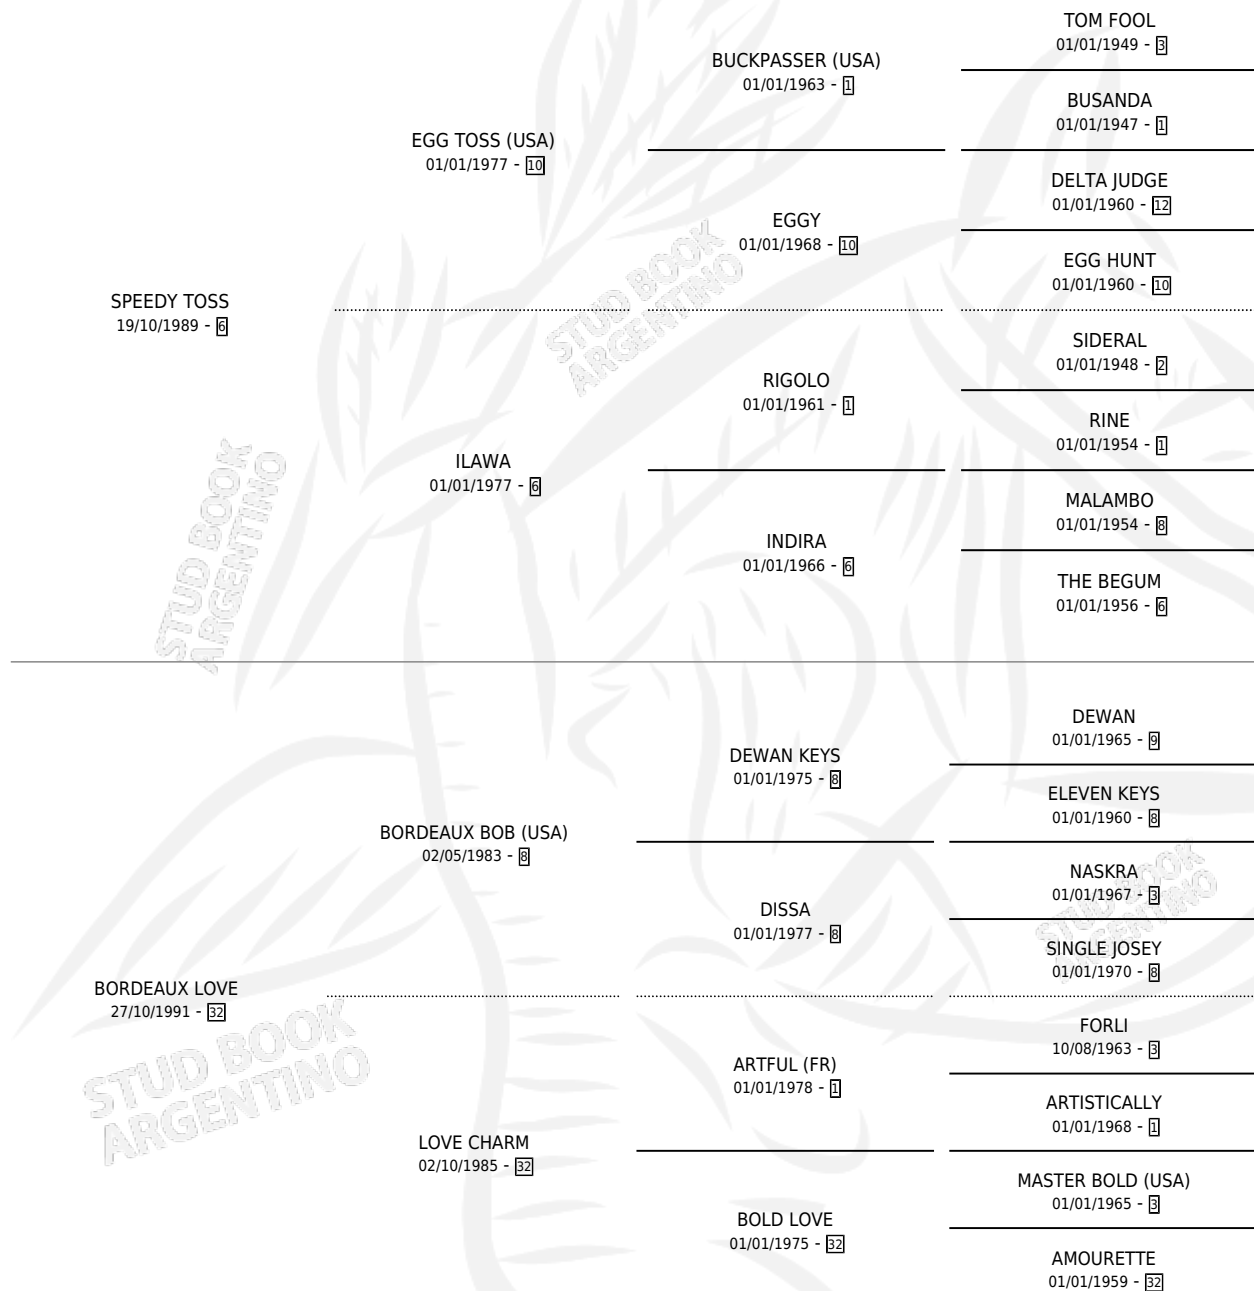 TOM FOOL
01/01/1949 - 3
BUCKPASSER (USA)
01/01/1963 - 1
BUSANDA
01/01/1947 - 1
EGG TOSS (USA)
01/01/1977 - 10
DELTA JUDGE
01/01/1960 - 12
EGGY
01/01/1968 - 10
EGG HUNT
01/01/1960 - 10
SPEEDY TOSS
19/10/1989 - 6
STUD BOOK
ARGENTINO
SIDERAL
01/01/1948 - 2
RIGOLO
01/01/1961 - 1
RINE
01/01/1954 - 1
ILAWA
01/01/1977 - 6
STUD BOOK
ARGENTINO
MALAMBO
01/01/1954 - 8
INDIRA
01/01/1966 - 6
THE BEGUM
01/01/1956 - 6
DEWAN
01/01/1965 - 9
DEWAN KEYS
01/01/1975 - 8
ELEVEN KEYS
01/01/1960 - 8
BORDEAUX BOB (USA)
02/05/1983 - 8
NASKRA
01/01/1967 - 3
STUD BOOK
ARGENTINO
DISSA
01/01/1977 - 8
SINGLE JOSEY
01/01/1970 - 8
BORDEAUX LOVE
27/10/1991 - 32
STUD BOOK
ARGENTINO
FORLI
10/08/1963 - 3
ARTFUL (FR)
01/01/1978 - 1
ARTISTICALLY
01/01/1968 - 1
LOVE CHARM
02/10/1985 - 32
MASTER BOLD (USA)
01/01/1965 - 3
BOLD LOVE
01/01/1975 - 32
AMOURETTE
01/01/1959 - 32